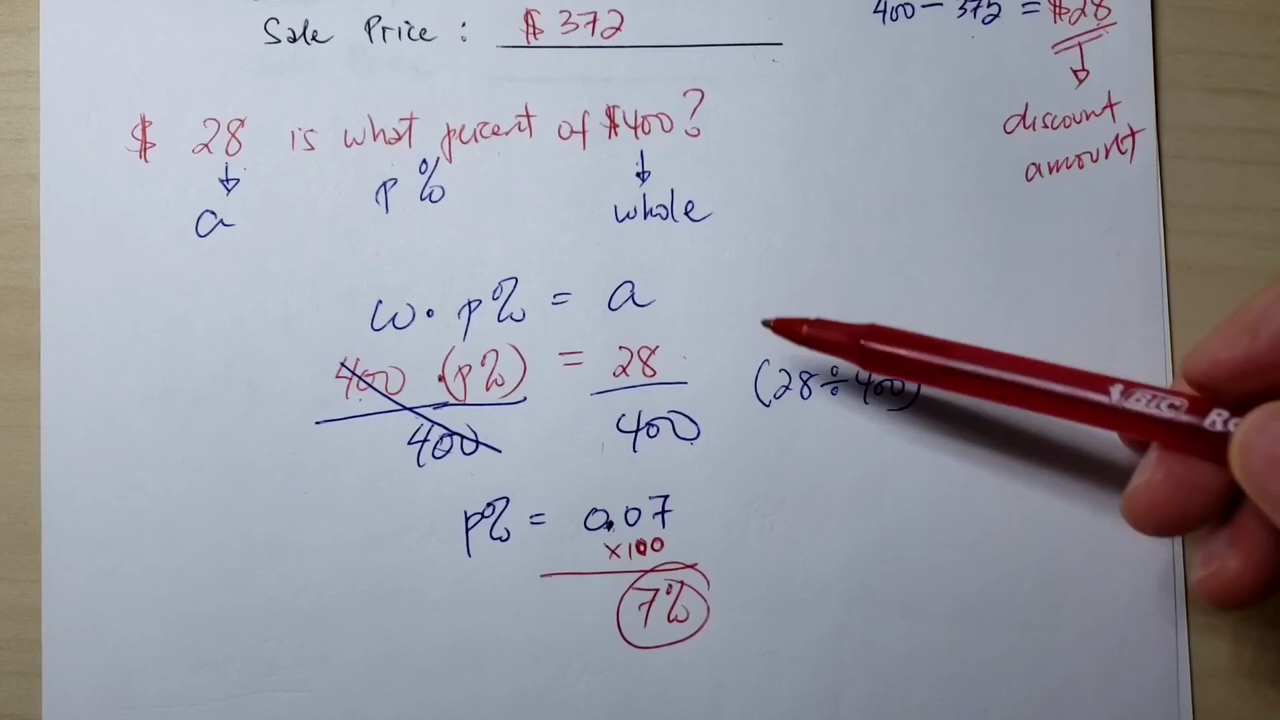 Sale Price : $ 372
400 - 372 = $28
discount
amount
$ 28 is what percent of $400?
a p% whole
w · p% = a
400 · (p%) = 28
400 400
(28 ÷ 400)
p% = 0.07
×100
7%
BIC